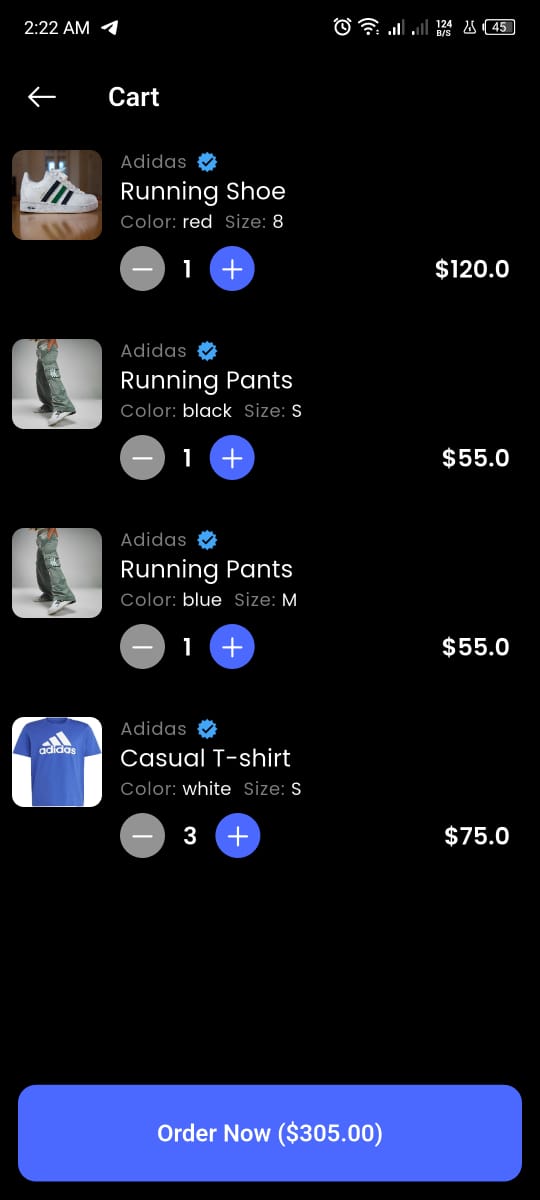 2:22 AM 124 B/S 45
Cart
Adidas
Running Shoe
Color: red Size: 8
1 $120.0
Adidas
Running Pants
Color: black Size: S
1 $55.0
Adidas
Running Pants
Color: blue Size: M
1 $55.0
adidas
Adidas
Casual T-shirt
Color: white Size: S
3 $75.0
Order Now ($305.00)